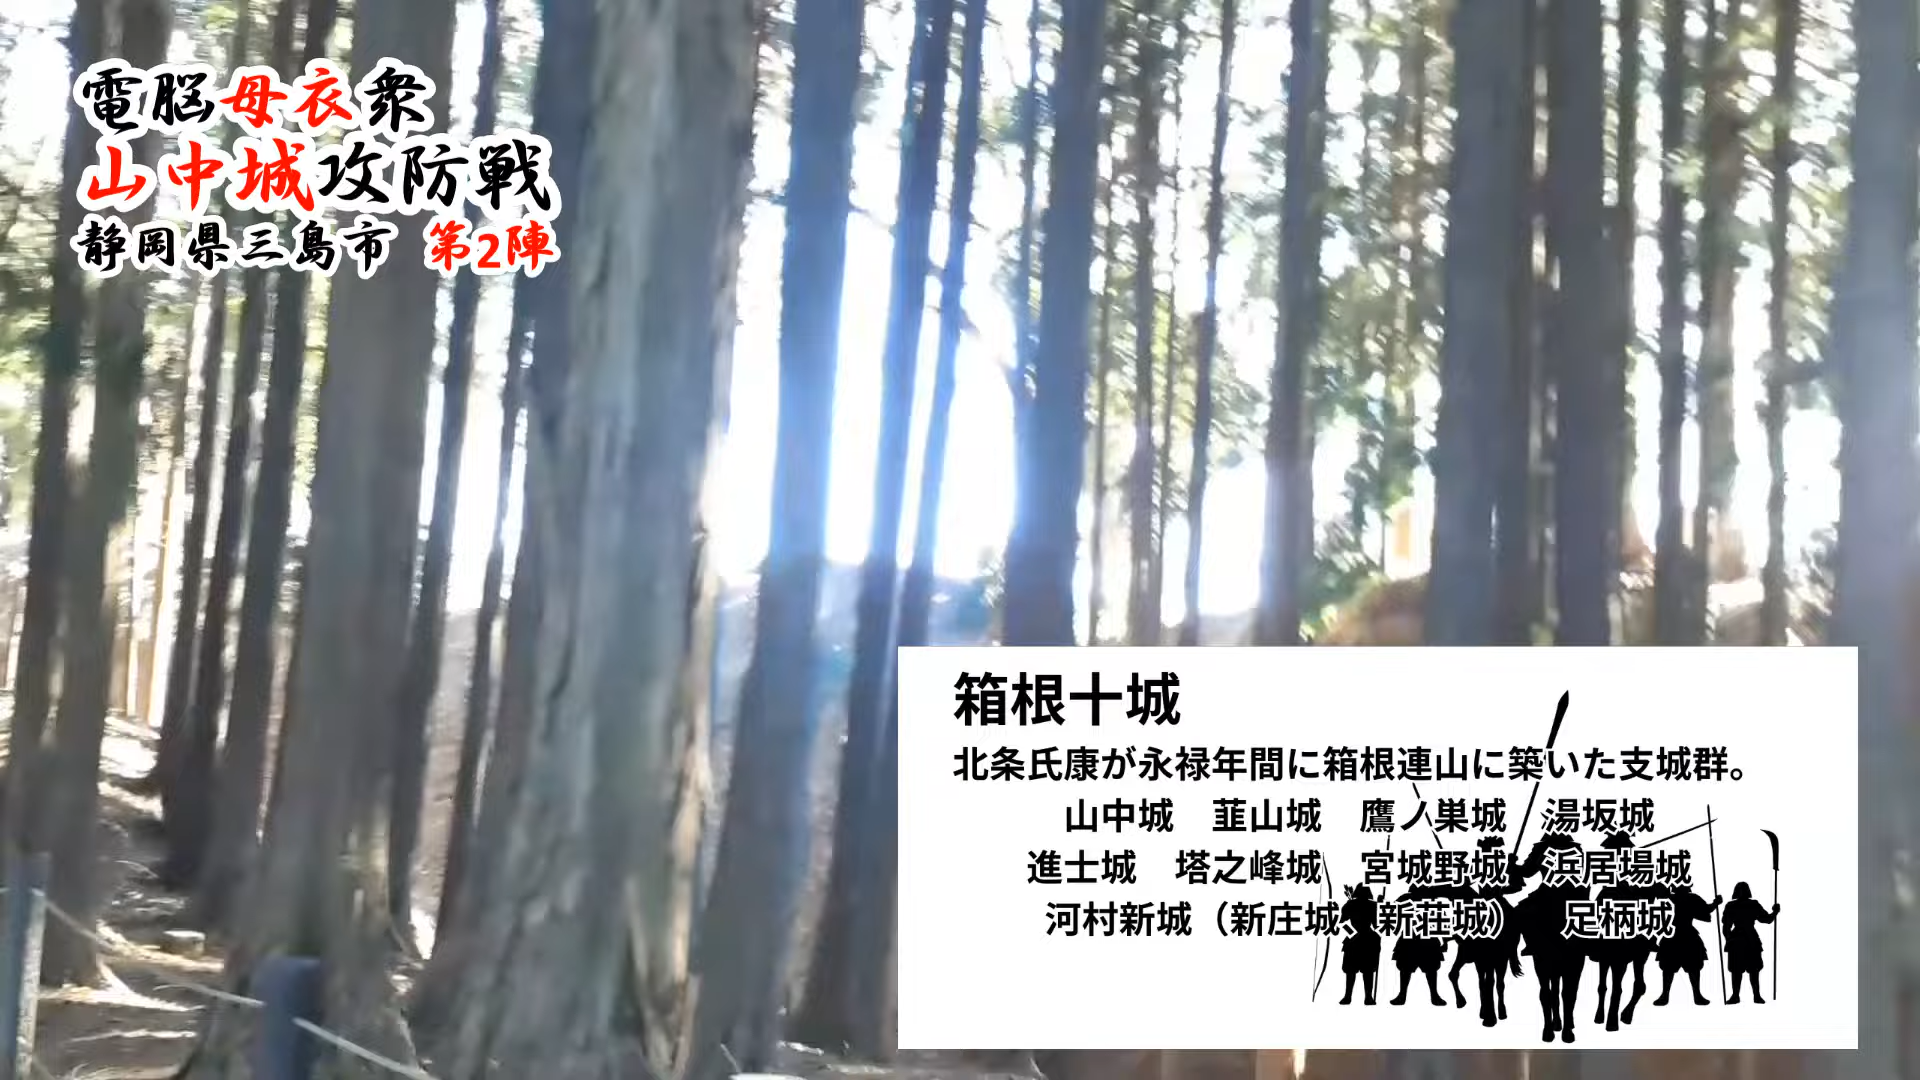 電脳母衣衆
山中城攻防戦
静岡県三島市 第2陣
箱根十城
北条氏康が永禄年間に箱根連山に築いた支城群。
山中城 韮山城 鷹ノ巣城 湯坂城
進士城 塔之峰城 宮城野城 浜居場城
河村新城（新庄城、新荘城） 足柄城